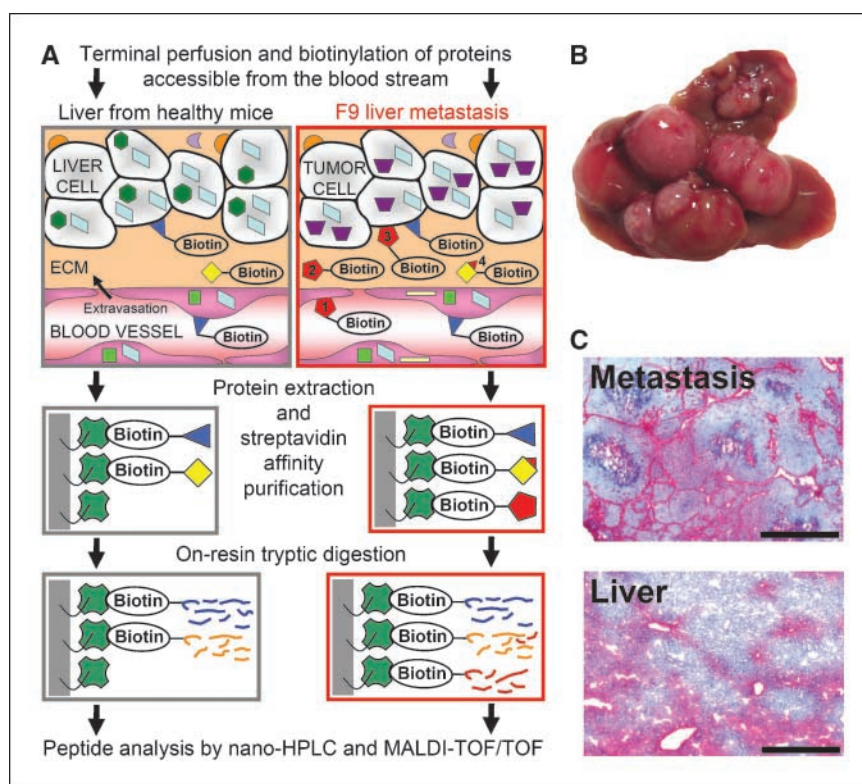 A
Terminal perfusion and biotinylation of proteins
accessible from the blood stream
Liver from healthy mice
F9 liver metastasis
LIVER
CELL
Biotin
ECM
Biotin
Extravasation
BLOOD VESSEL
Biotin
TUMOR
CELL
3
Biotin
Biotin
2
Biotin
4
Biotin
1
Biotin
Biotin
Protein extraction
and
streptavidin
affinity
purification
Biotin
Biotin
Biotin
Biotin
Biotin
On-resin tryptic digestion
Biotin
Biotin
Biotin
Biotin
Biotin
Peptide analysis by nano-HPLC and MALDI-TOF/TOF
B
C
Metastasis
Liver